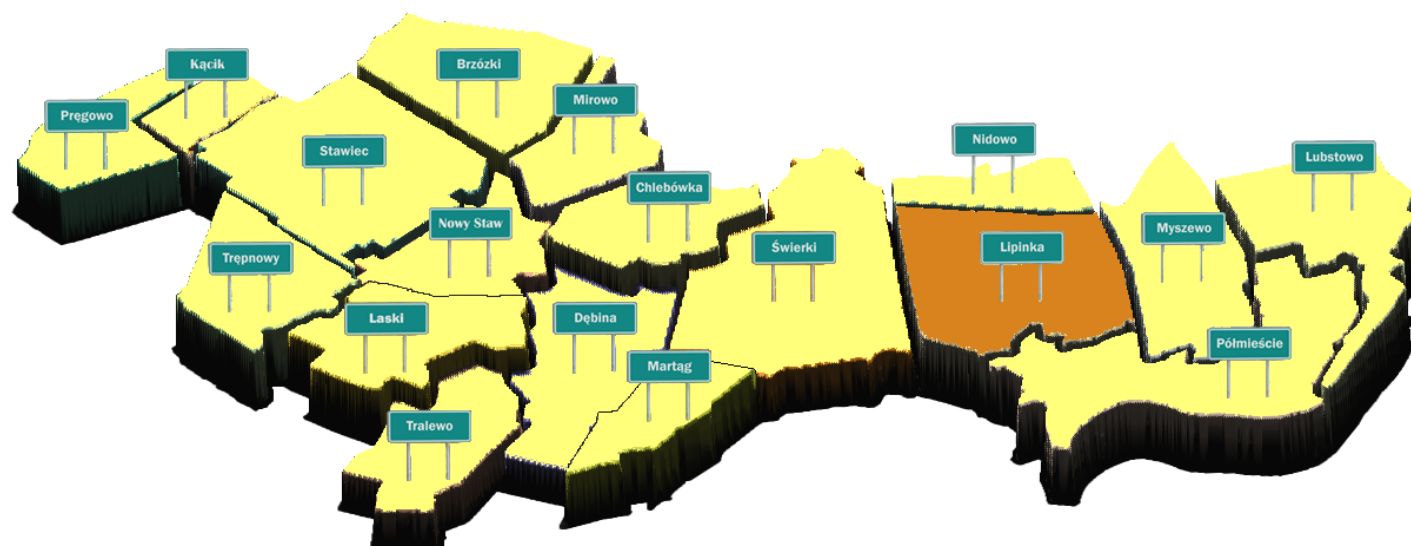 Kącik
Brzózki
Pręgowo
Mirowo
Stawiec
Nidowo
Lubstowo
Chlebówka
Nowy Staw
Myszewo
Trępnowy
Świerki
Lipinka
Laski
Dębina
Półmieście
Martąg
Tralewo